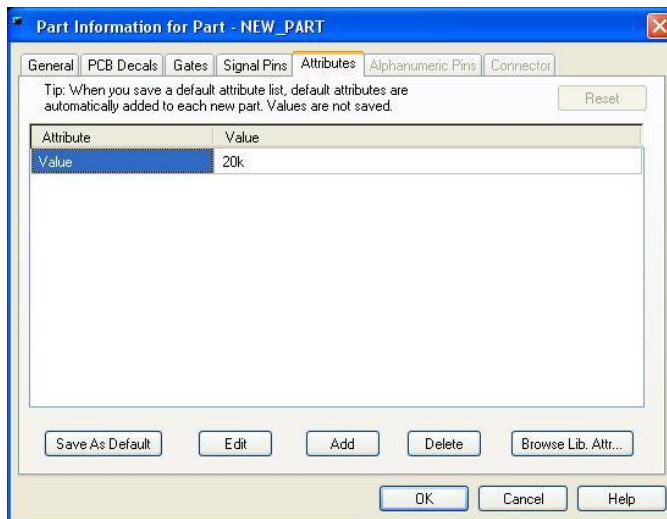 Part Information for Part - NEW_PART
General PCB Decals Gates Signal Pins Attributes Alphanumeric Pins Connector
Tip: When you save a default attribute list, default attributes are
automatically added to each new part. Values are not saved.
Reset
Attribute Value
Value 20k
Save As Default Edit Add Delete Browse Lib. Attr...
OK Cancel Help